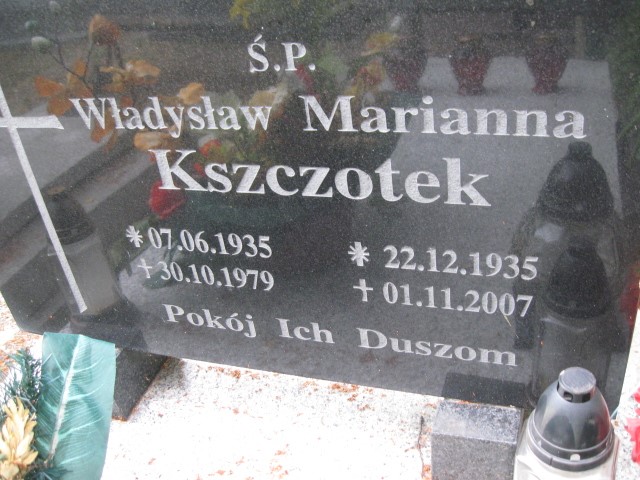 Ś.P.
Władysław Marianna
Kszczotek
* 07.06.1935 * 22.12.1935
+ 30.10.1979 + 01.11.2007
Pokój Ich Duszom